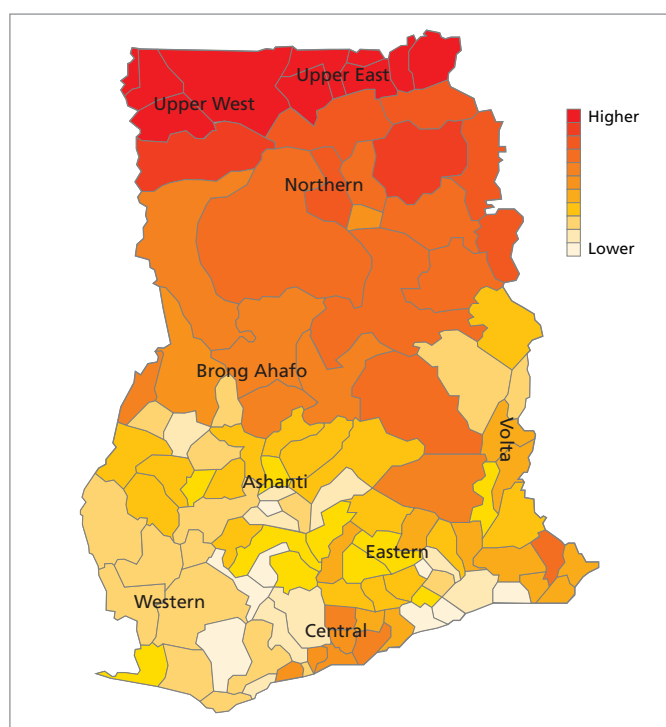 Upper East
Upper West
Higher
Northern
Lower
Brong Ahafo
Volta
Ashanti
Eastern
Western
Central